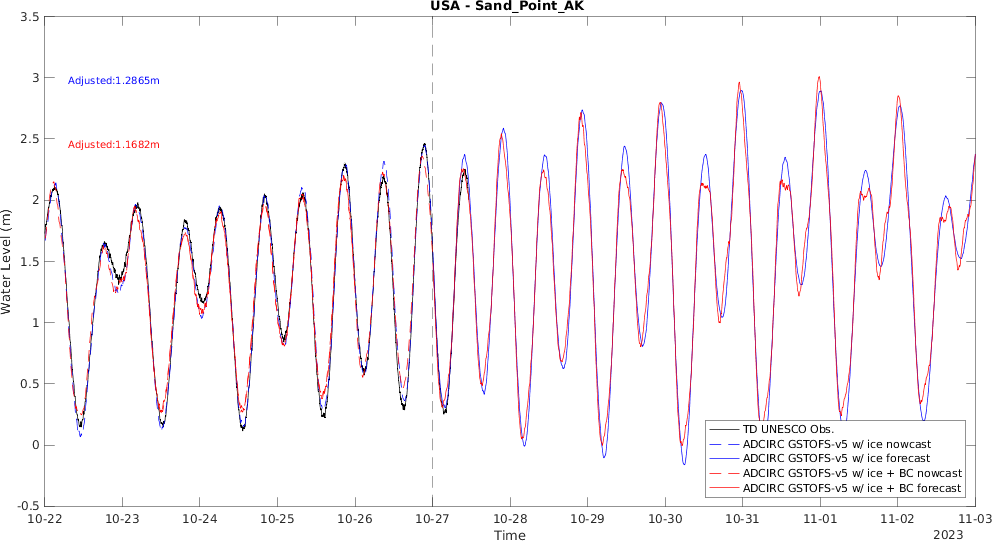 USA - Sand_Point_AK
3.5
3
2.5
2
1.5
1
0.5
0
-0.5
Water Level (m)
Adjusted:1.2865m
Adjusted:1.1682m
TD UNESCO Obs.
ADCIRC GSTOFS-v5 w/ ice nowcast
ADCIRC GSTOFS-v5 w/ ice forecast
ADCIRC GSTOFS-v5 w/ ice + BC nowcast
ADCIRC GSTOFS-v5 w/ ice + BC forecast
10-22 10-23 10-24 10-25 10-26 10-27 10-28 10-29 10-30 10-31 11-01 11-02 11-03
Time
2023